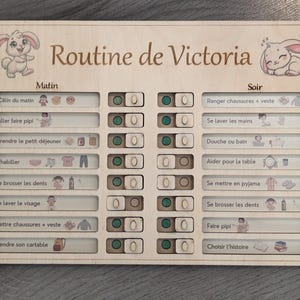 Routine de Victoria
Matin
Soir
Câlin du matin
Ranger chaussures + veste
aller faire pipi
Se laver les mains
prendre le petit déjeuner
Douche ou bain
habiller
Aider pour la table
se brosser les dents
Se mettre en pyjama
laver le visage
Se brosser les dents
mettre chaussures + veste
Faire pipi
prendre son cartable
Choisir l'histoire